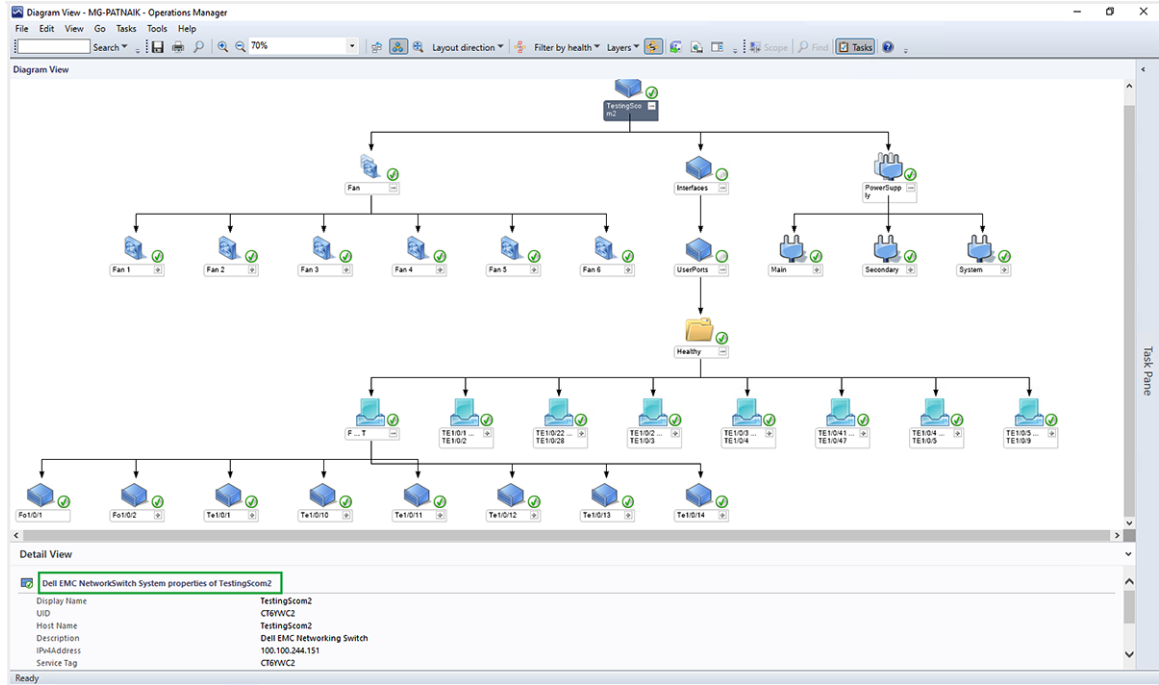 Diagram View - MG-PATNAIK - Operations Manager
File Edit View Go Tasks Tools Help
Search 70% Layout direction Filter by health Layers Scope Find Tasks
Diagram View
TestingSco
m2
Fan Interfaces PowerSupp
ly
Fan 1 Fan 2 Fan 3 Fan 4 Fan 5 Fan 6 UserPorts Main Secondary System
Healthy
F ... T TE1/0/1 ... TE1/0/22 ... TE1/0/2 ... TE1/0/3 ... TE1/0/41 ... TE1/0/4 ... TE1/0/5 ...
TE1/0/2 TE1/0/28 TE1/0/3 TE1/0/4 TE1/0/47 TE1/0/5 TE1/0/9
Fo1/0/1 Fo1/0/2 Te1/0/1 Te1/0/10 Te1/0/11 Te1/0/12 Te1/0/13 Te1/0/14
Task Pane
Detail View
Dell EMC NetworkSwitch System properties of TestingScom2
Display Name TestingScom2
UID CT6YWC2
Host Name TestingScom2
Description Dell EMC Networking Switch
IPv4Address 100.100.244.151
Service Tag CT6YWC2
Ready